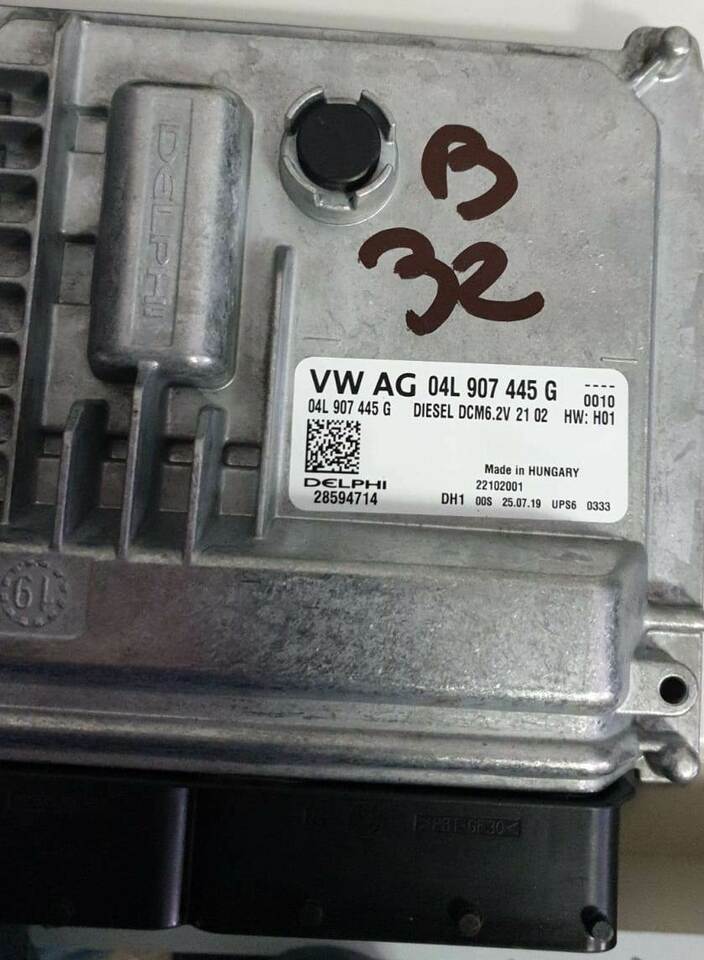 DELPHI
B
32
VW AG 04L 907 445 G ----
0010
04L 907 445 G DIESEL DCM6.2V 21 02 HW: H01
Made in HUNGARY
DELPHI 22102001
28594714 DH1 00S 25.07.19 UPS6 0333
19